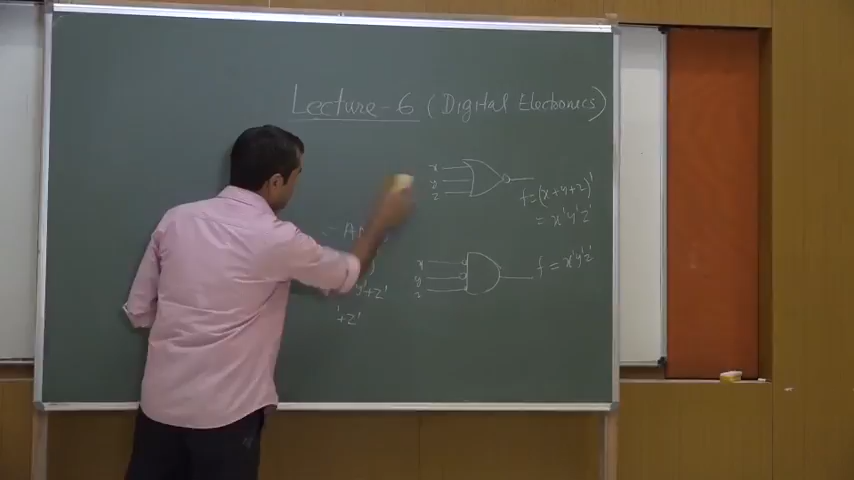 Lecture-6 (Digital Electronics)
x
y
z
f=(x+y+z)'
= x'y'z'
x
y
z
f = x'y'z'
y'+z'
'+z'